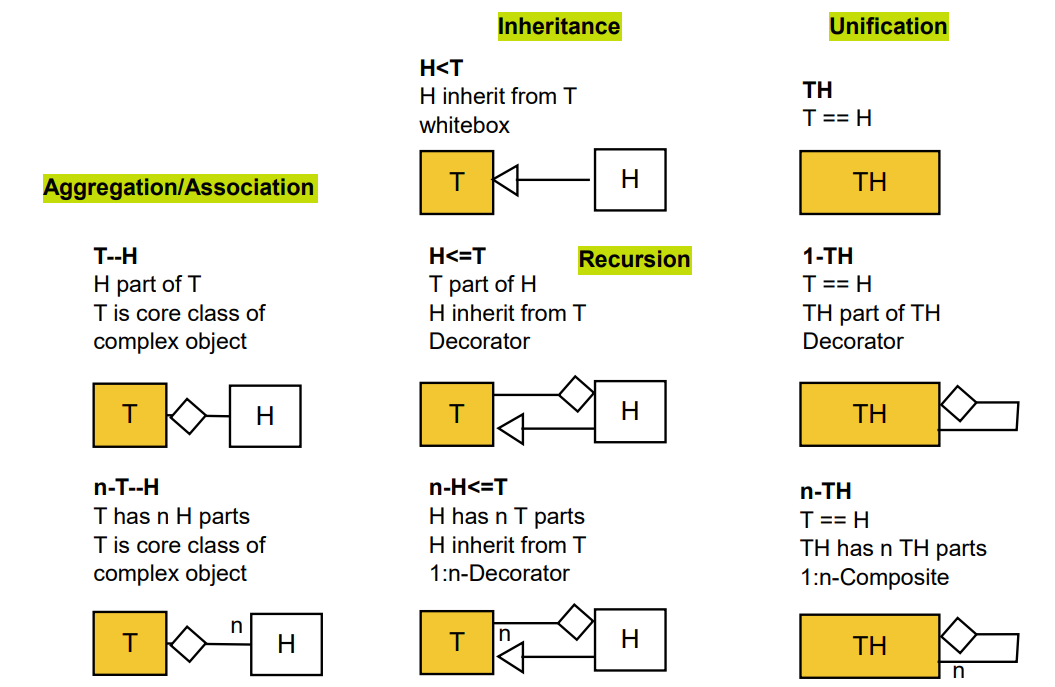 Inheritance
Unification
H<T
H inherit from T
whitebox
T
H
TH
T == H
TH
Aggregation/Association
T--H
H part of T
T is core class of
complex object
T
H
H<=T
Recursion
T part of H
H inherit from T
Decorator
T
H
1-TH
T == H
TH part of TH
Decorator
TH
n-T--H
T has n H parts
T is core class of
complex object
T
n
H
n-H<=T
H has n T parts
H inherit from T
1:n-Decorator
T
n
H
n-TH
T == H
TH has n TH parts
1:n-Composite
TH
n